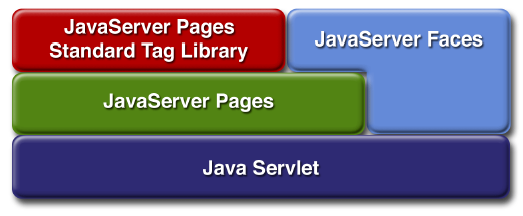 JavaServer Pages
Standard Tag Library
JavaServer Faces
JavaServer Pages
Java Servlet